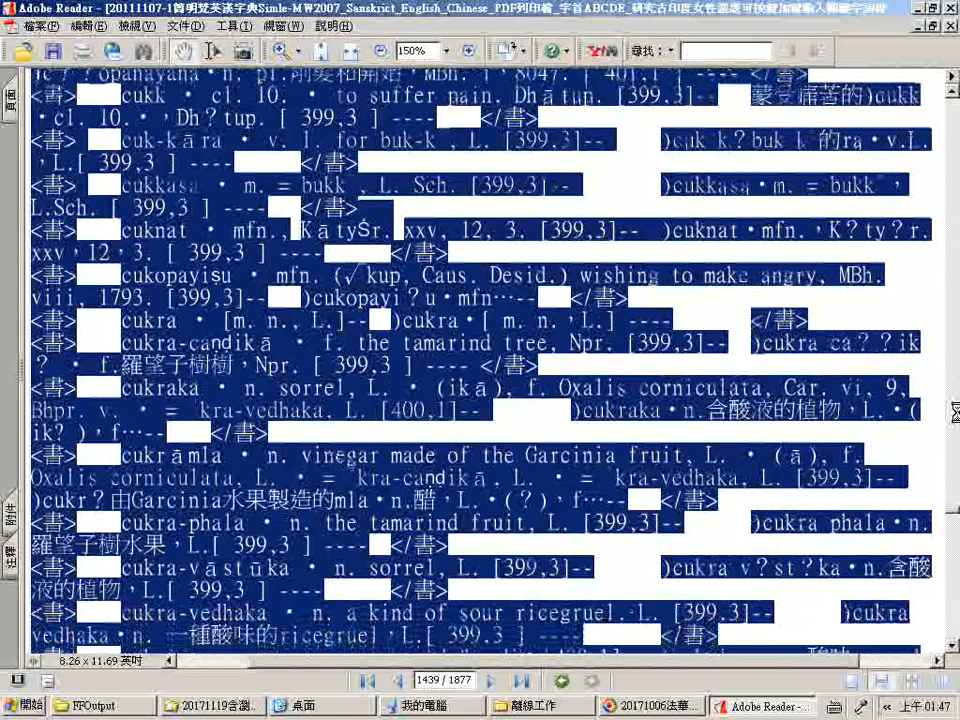 Adobe Reader - [20111107-1簡明梵英漢字典Simle-MW2007_Sanskrit_English_Chinese_PDF列印輸_字首ABCDE_研究古印度女性
檔案(F) 編輯(E) 檢視(V) 文件(D) 工具(T) 視窗(W) 說明(H)
150% 尋找：
頁面
<書> cukk • cl. 10. • to suffer pain. Dhātup. [399,3]-- 蒙受痛苦的)cukk
•cl. 10.•，Dh?tup. [ 399,3 ] ---- </書>
<書> cuk-kāra • v. l. for buk-k , L. [399,3]-- )cuk k?buk k 的ra•v.l.
，L.[ 399,3 ] ---- </書>
<書> cukkasa • m. = bukk , L. Sch. [399,3]-- )cukkasa•m. = bukk"，
L.Sch. [ 399,3 ] ---- </書>
<書> cuknat • mfn., KātyŚr. xxv, 12, 3. [399,3]-- )cuknat•mfn.，K?ty?r.
xxv，12，3. [ 399,3 ] ---- </書>
<書> cukopayiṣu • mfn. (√ kup, Caus. Desid.) wishing to make angry, MBh.
viii, 1793. [399,3]-- )cukopayi?u•mfn…-- </書>
<書> cukra • [m. n., L.]-- )cukra•[ m. n.，L.] ---- </書>
<書> cukra-caṇḍikā • f. the tamarind tree, Npr. [399,3]-- )cukra ca??ik
? • f.羅望子樹樹，Npr. [ 399,3 ] ---- </書>
<書> cukraka • n. sorrel, L. • (ikā), f. Oxalis corniculata, Car. vi, 9,
Bhpr. v. • = kra-vedhaka, L. [400,1]-- )cukraka•n.含酸液的植物，L.•(
ik? )，f…-- </書>
<書> cukrāmla • n. vinegar made of the Garcinia fruit, L. • (ā), f.
Oxalis corniculata, L. • = kra-caṇḍikā, L. • = kra-vedhaka, L. [399,3]--
)cukr？由Garcinia水果製造的mla•n.醋，L.•(?)，f…-- </書>
<書> cukra-phala • n. the tamarind fruit, L. [399,3]-- )cukra phala•n.
羅望子樹水果，L.[ 399,3 ] ---- </書>
<書> cukra-vāstūka • n. sorrel, L. [399,3]-- )cukra v?st?ka•n.含酸
液的植物，L.[ 399,3 ] ---- </書>
<書> cukra-vedhaka • n. a kind of sour ricegruel. L. [399,3]-- )cukra
vedhaka•n. 一種酸味的ricegruel，L.[ 399,3 ] ---- </書>
附件
註釋
8.26 x 11.69 英吋
1439 / 1877
開始 FFOutput 20171119含瀏... 桌面 我的電腦 離線工作 20171006法華... Adobe Reader - ... 上午 01:47